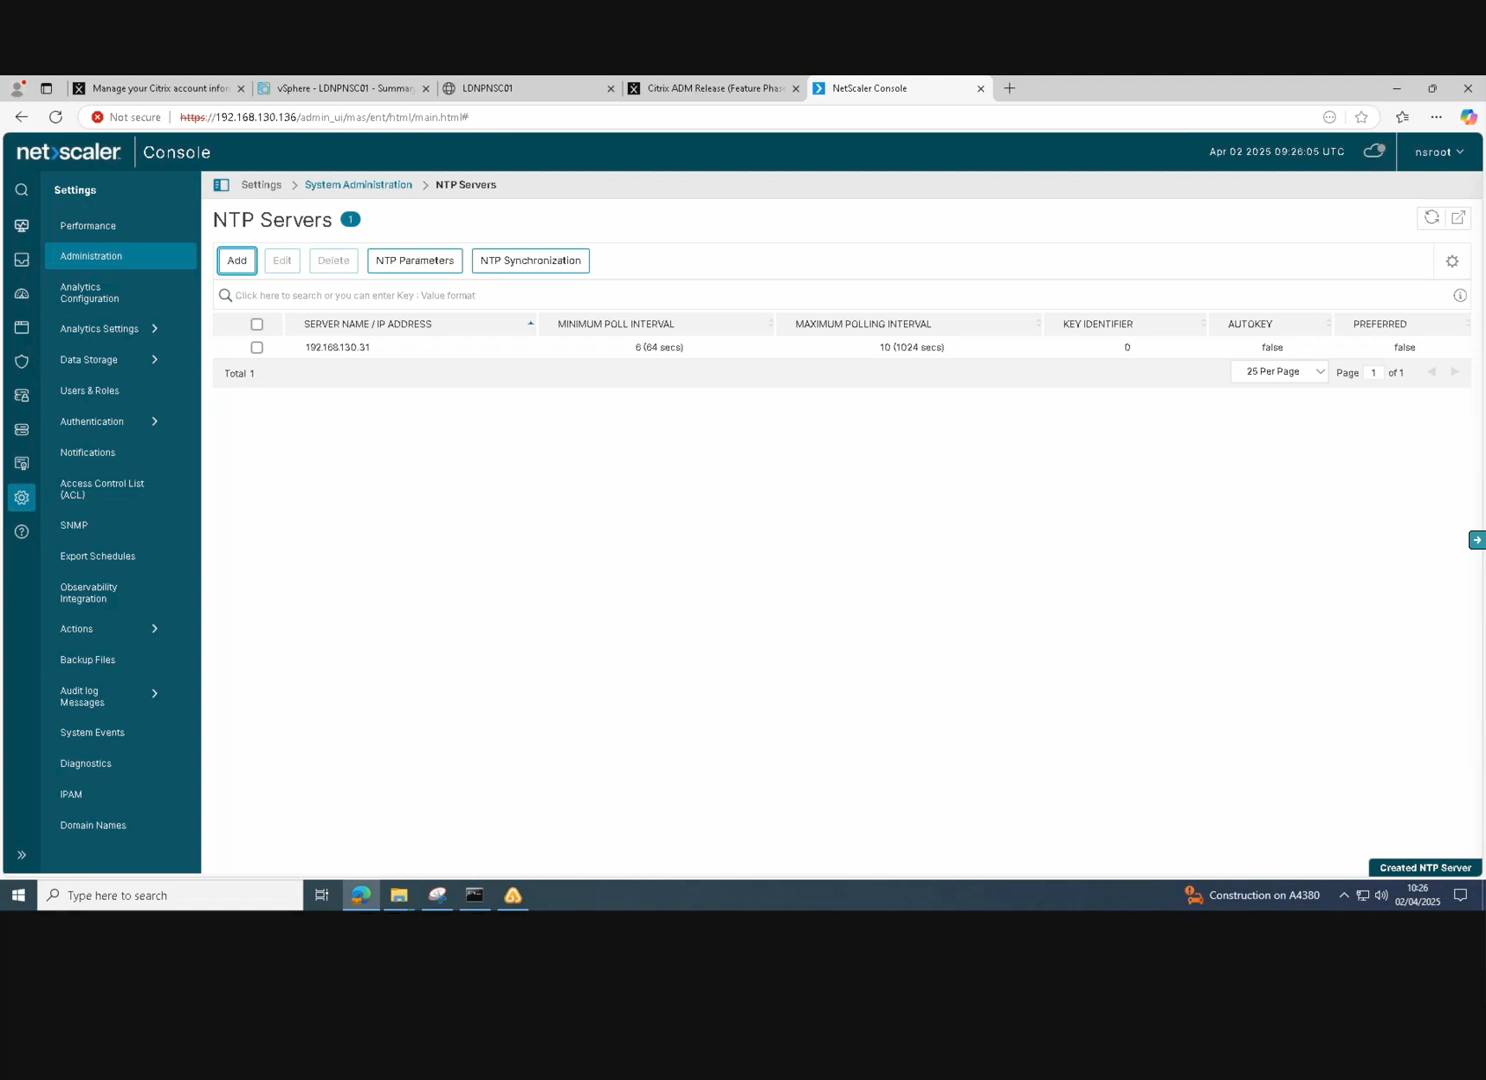 Manage your Citrix account infor
vSphere - LDNPNSC01 - Summar
LDNPNSC01
Citrix ADM Release (Feature Phas
NetScaler Console
Not secure
https://192.168.130.136/admin_ui/mas/ent/html/main.html#
net>scaler
Console
Apr 02 2025 09:26:05 UTC
nsroot
Settings
Performance
Administration
Analytics
Configuration
Analytics Settings
Data Storage
Users & Roles
Authentication
Notifications
Access Control List
(ACL)
SNMP
Export Schedules
Observability
Integration
Actions
Backup Files
Audit log
Messages
System Events
Diagnostics
IPAM
Domain Names
Settings > System Administration > NTP Servers
NTP Servers 1
Add Edit Delete NTP Parameters NTP Synchronization
Click here to search or you can enter Key : Value format
SERVER NAME / IP ADDRESS MINIMUM POLL INTERVAL MAXIMUM POLLING INTERVAL KEY IDENTIFIER AUTOKEY PREFERRED
192.168.130.31 6 (64 secs) 10 (1024 secs) 0 false false
Total 1
25 Per Page Page 1 of 1
Created NTP Server
Type here to search
Construction on A4380
10:26
02/04/2025